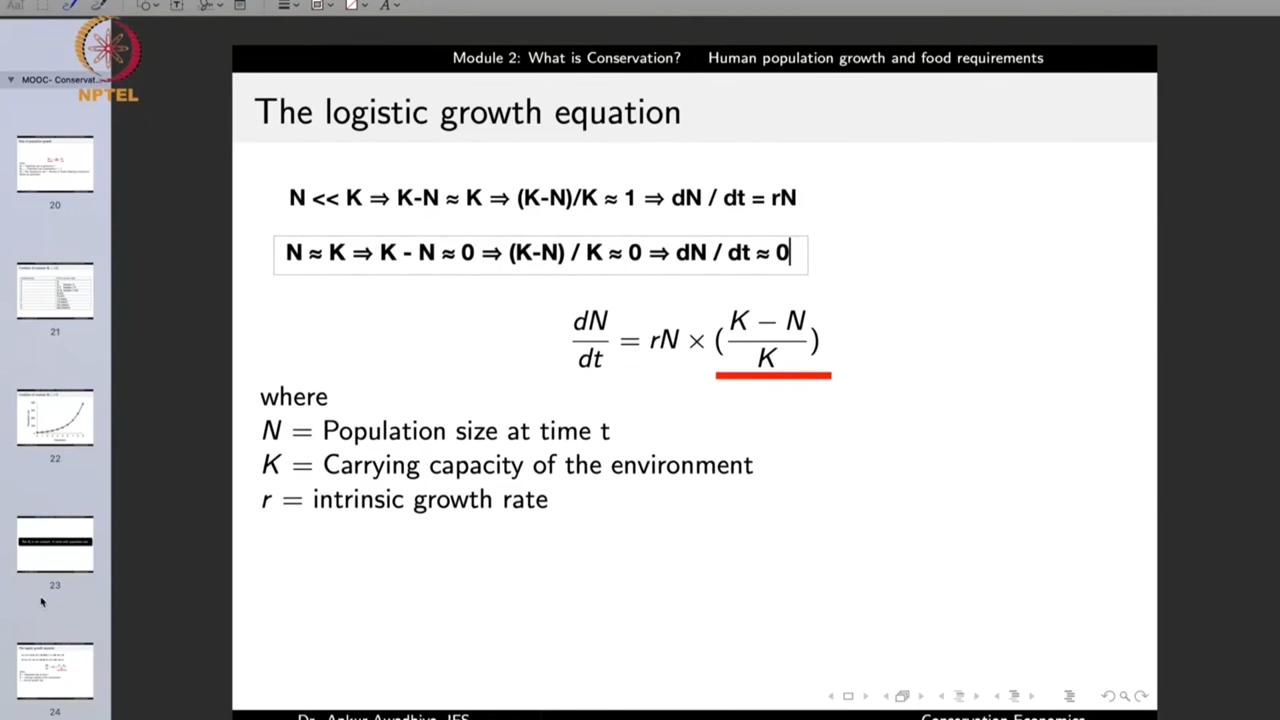 Module 2: What is Conservation? Human population growth and food requirements
MOOC- Conservat...
NPTEL
The logistic growth equation
N << K ⇒ K-N ≈ K ⇒ (K-N)/K ≈ 1 ⇒ dN / dt = rN
N ≈ K ⇒ K - N ≈ 0 ⇒ (K-N) / K ≈ 0 ⇒ dN / dt ≈ 0
dN/dt = rN × (K − N/K)
where
N = Population size at time t
K = Carrying capacity of the environment
r = intrinsic growth rate
20
21
22
23
24